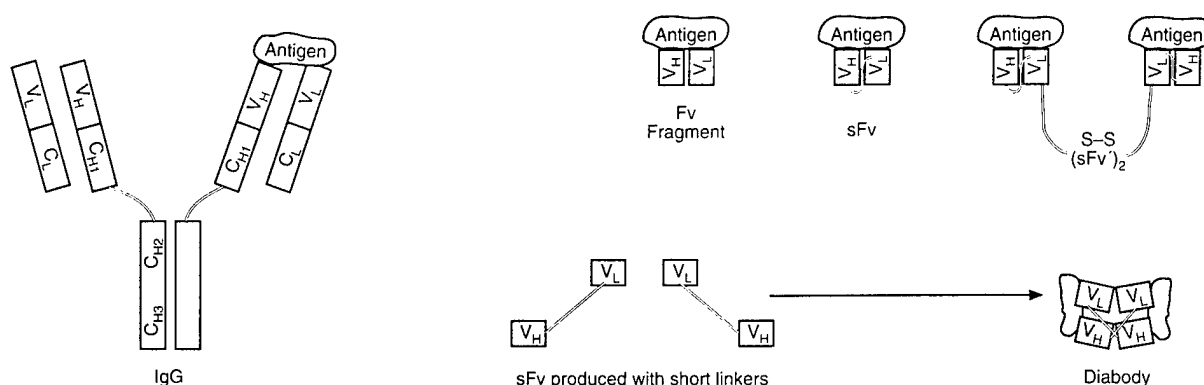 Antigen
V_L
V_H
V_H
V_L
C_L
C_H1
C_H1
C_L
C_H2
C_H3
IgG
Antigen
V_H V_L
Fv
Fragment
Antigen
V_H V_L
sFv
Antigen
V_H V_L
Antigen
V_L V_H
S–S
(sFv´)₂
V_L
V_L
V_H
V_H
sFv produced with short linkers
V_L V_L
V_H V_H
Diabody